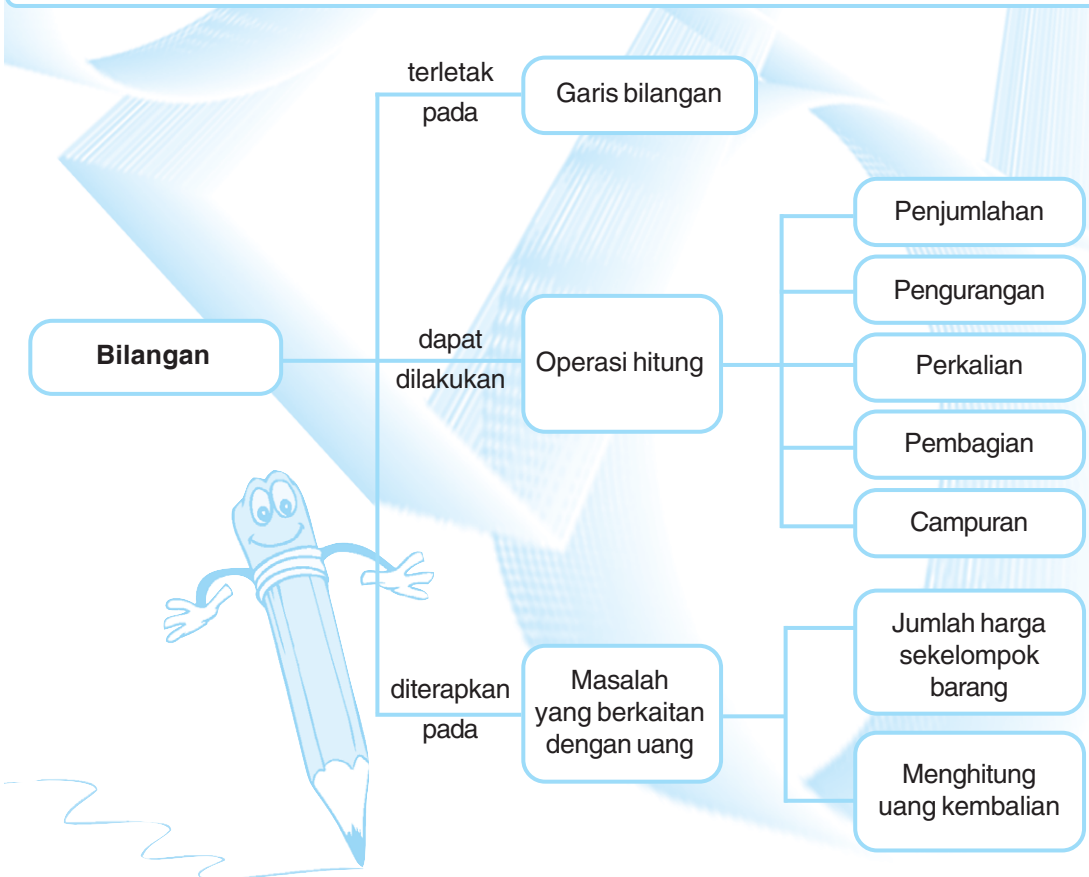 terletak
pada
Garis bilangan
Penjumlahan
Pengurangan
Bilangan
dapat
dilakukan
Operasi hitung
Perkalian
Pembagian
Campuran
Jumlah harga
sekelompok
barang
diterapkan
pada
Masalah
yang berkaitan
dengan uang
Menghitung
uang kembalian